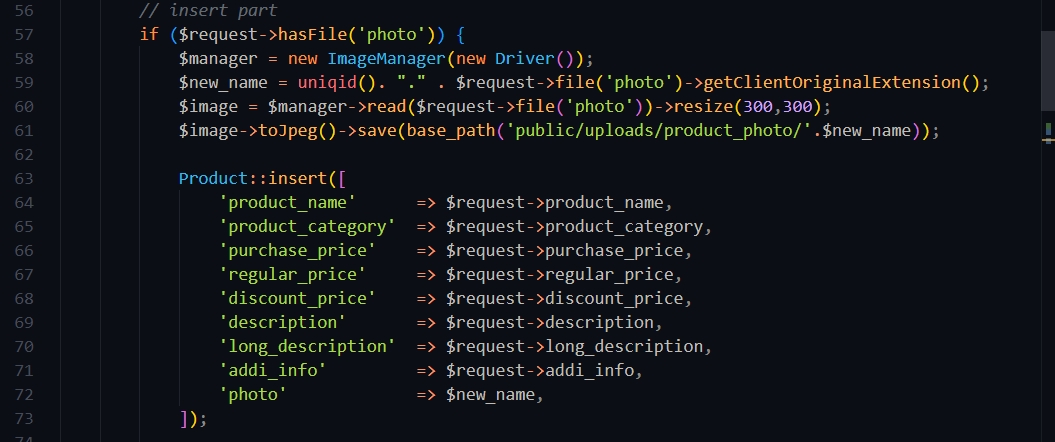 56 // insert part
57 if ($request->hasFile('photo')) {
58 $manager = new ImageManager(new Driver());
59 $new_name = uniqid(). "." . $request->file('photo')->getClientOriginalExtension();
60 $image = $manager->read($request->file('photo'))->resize(300,300);
61 $image->toJpeg()->save(base_path('public/uploads/product_photo/'.$new_name));
62
63 Product::insert([
64 'product_name' => $request->product_name,
65 'product_category' => $request->product_category,
66 'purchase_price' => $request->purchase_price,
67 'regular_price' => $request->regular_price,
68 'discount_price' => $request->discount_price,
69 'description' => $request->description,
70 'long_description' => $request->long_description,
71 'addi_info' => $request->addi_info,
72 'photo' => $new_name,
73 ]);